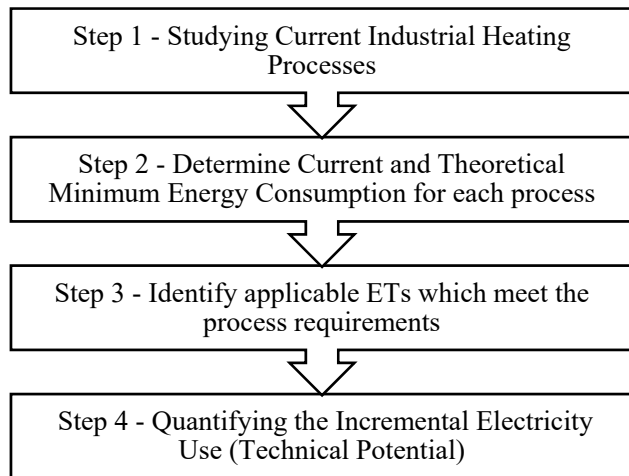 Step 1 - Studying Current Industrial Heating
Processes
Step 2 - Determine Current and Theoretical
Minimum Energy Consumption for each process
Step 3 - Identify applicable ETs which meet the
process requirements
Step 4 - Quantifying the Incremental Electricity
Use (Technical Potential)